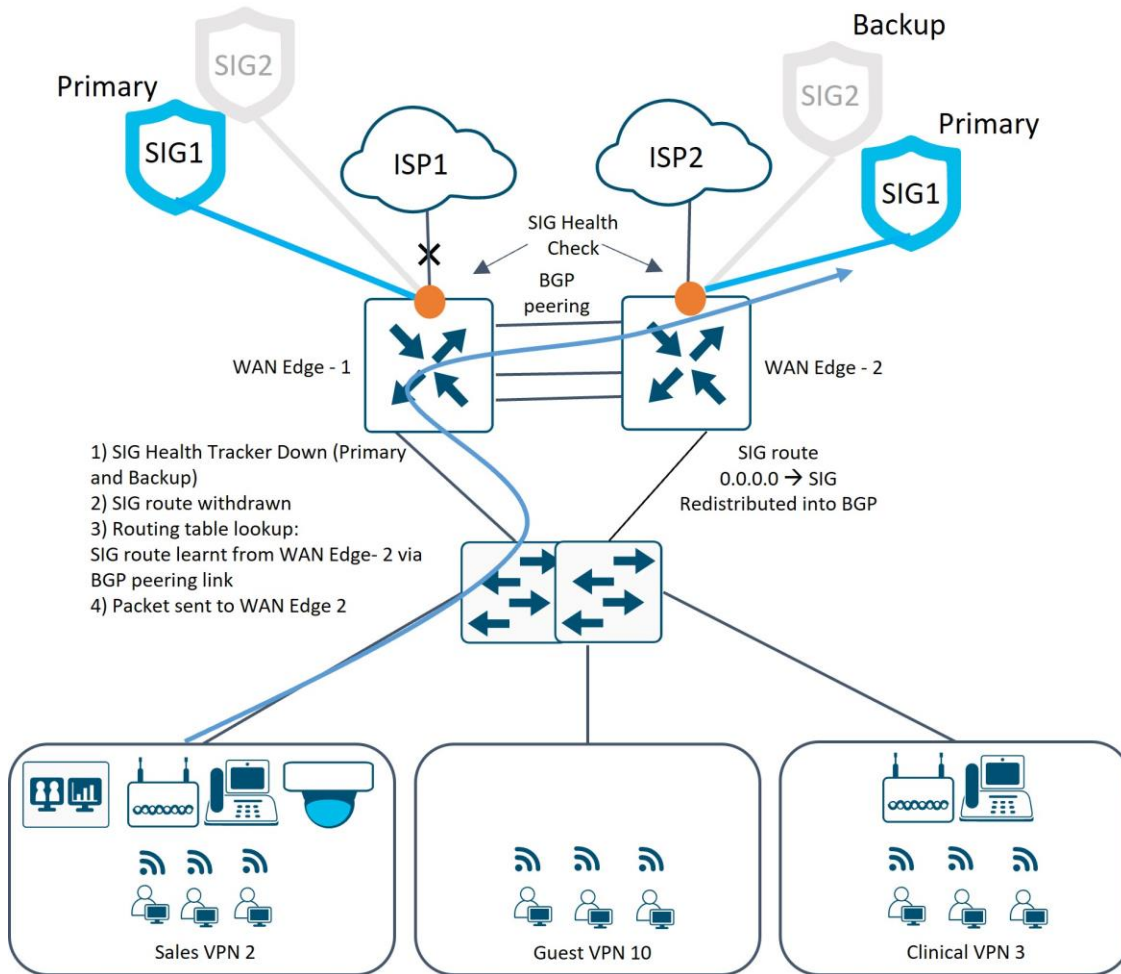 Backup
SIG2
SIG2
Primary
Primary
SIG1
ISP1
ISP2
SIG1
SIG Health
Check
BGP
peering
WAN Edge - 1
WAN Edge - 2
1) SIG Health Tracker Down (Primary
and Backup)
2) SIG route withdrawn
3) Routing table lookup:
SIG route learnt from WAN Edge- 2 via
BGP peering link
4) Packet sent to WAN Edge 2
SIG route
0.0.0.0 → SIG
Redistributed into BGP
Sales VPN 2
Guest VPN 10
Clinical VPN 3